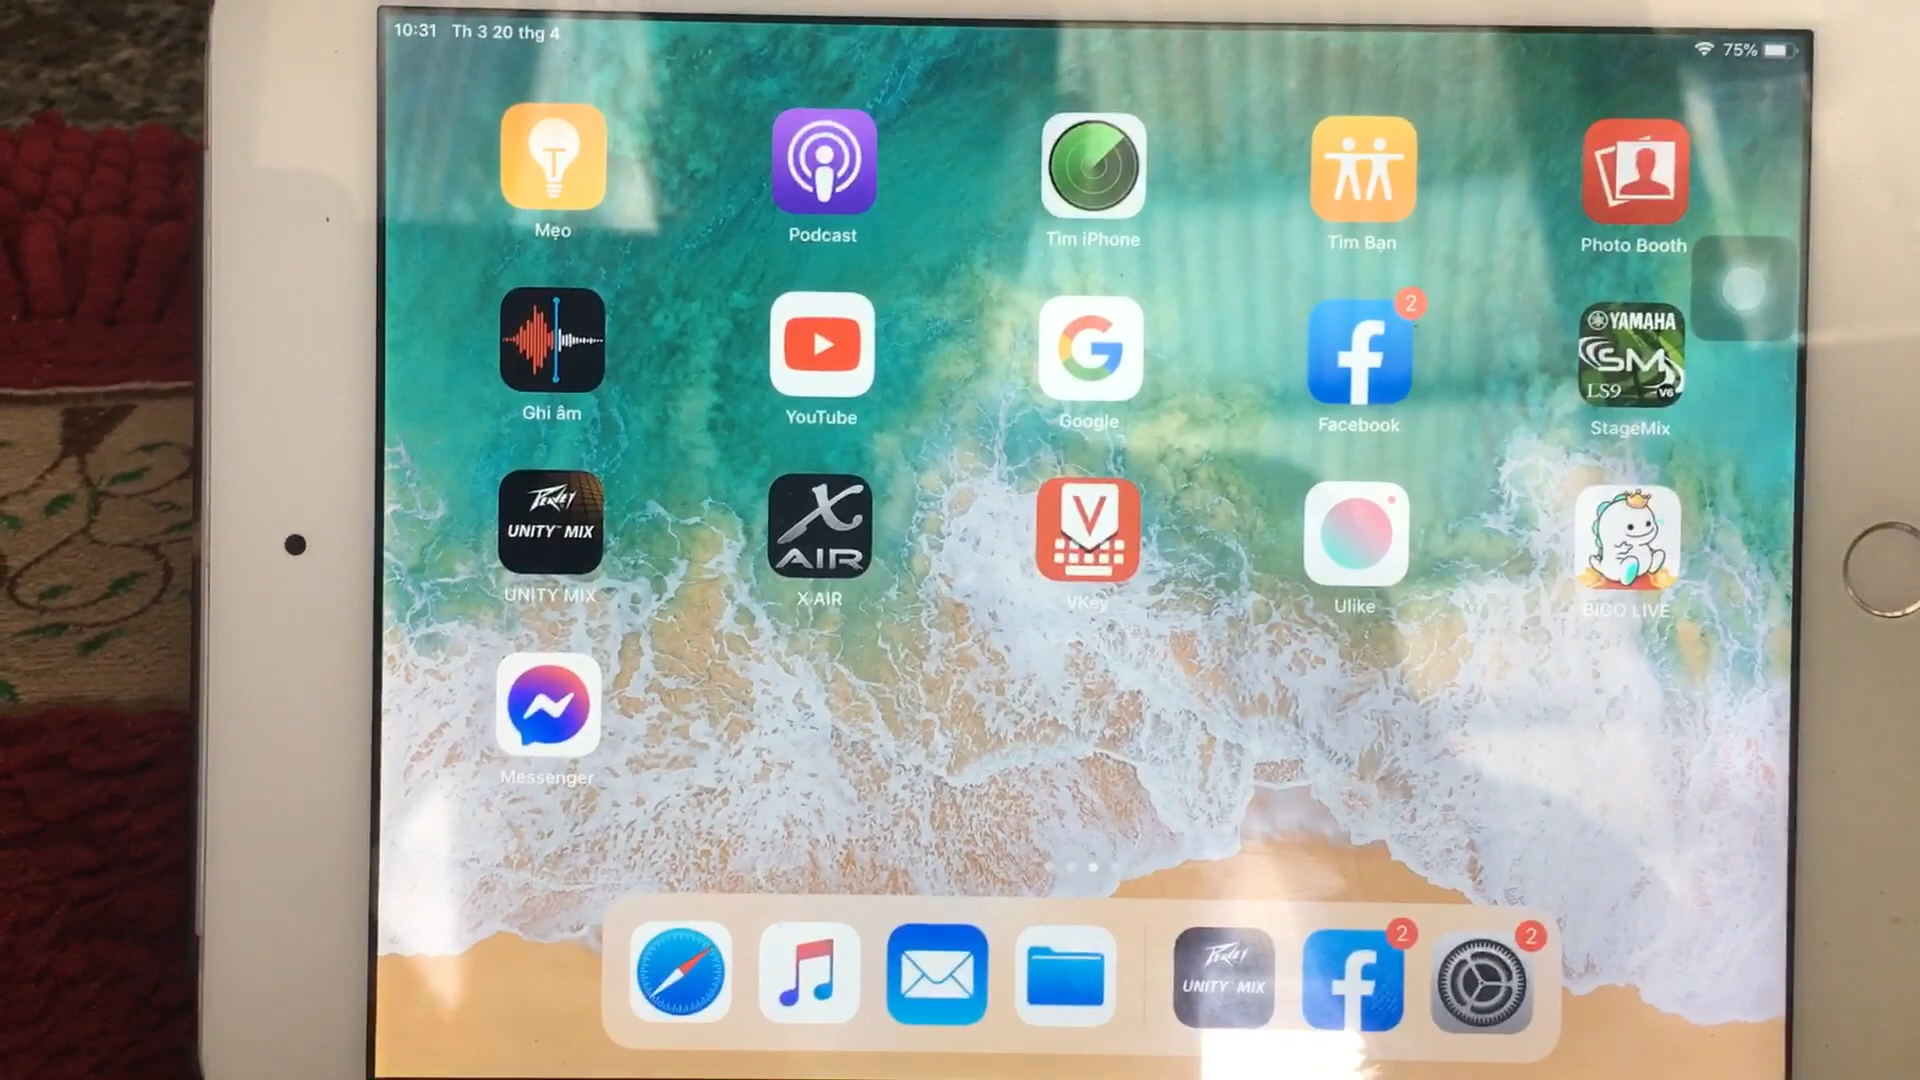 10:31 Th 3 20 thg 4
75%
Mẹo
Podcast
Tìm iPhone
Tìm Bạn
Photo Booth
2
YAMAHA
SM
LS9 V6
Ghi âm
YouTube
Google
Facebook
StageMix
PEAVEY
UNITY™ MIX
X
AIR
V
UNITY MIX
X AIR
VKey
Ulike
BIGO LIVE
Messenger
2
2
PEAVEY
UNITY MIX